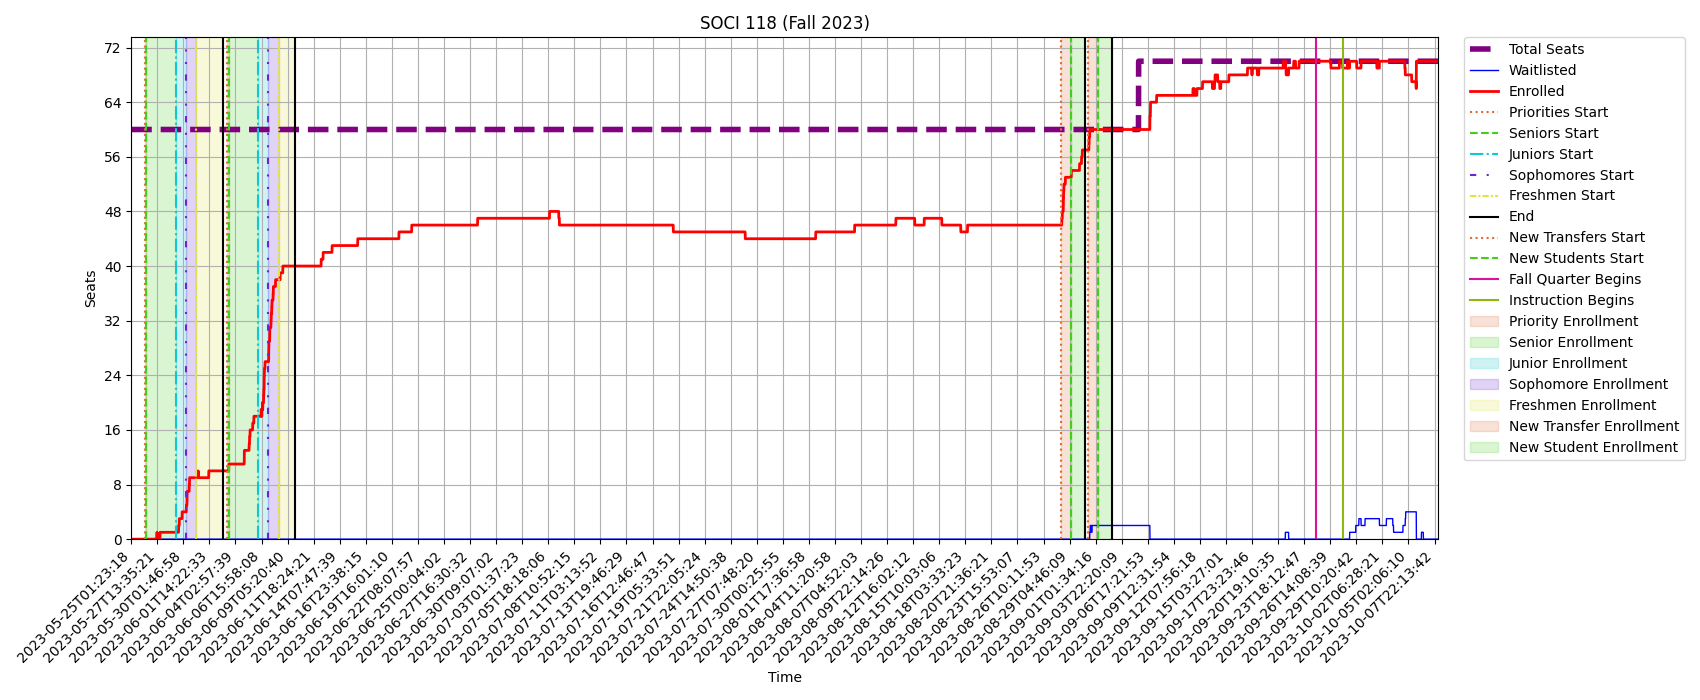 SOCI 118 (Fall 2023)
72
64
56
48
40
32
24
16
8
0
Seats
2023-05-25T01:23:18
2023-05-27T13:35:21
2023-05-30T01:46:58
2023-06-01T14:22:33
2023-06-04T02:57:39
2023-06-06T15:58:09
2023-06-09T05:20:40
2023-06-11T18:24:21
2023-06-14T07:47:39
2023-06-16T23:38:15
2023-06-19T16:01:10
2023-06-22T08:07:57
2023-06-25T00:04:02
2023-06-27T16:30:32
2023-06-30T09:07:02
2023-07-03T01:37:23
2023-07-05T18:18:06
2023-07-08T10:52:15
2023-07-11T03:13:52
2023-07-13T19:46:29
2023-07-16T12:46:47
2023-07-19T05:33:51
2023-07-21T22:05:24
2023-07-24T14:50:38
2023-07-27T07:48:20
2023-07-30T00:25:55
2023-08-01T17:36:58
2023-08-04T11:20:58
2023-08-07T04:52:03
2023-08-09T22:14:26
2023-08-12T16:02:12
2023-08-15T10:03:06
2023-08-18T03:33:23
2023-08-20T21:36:21
2023-08-23T15:53:07
2023-08-26T10:11:53
2023-08-29T04:46:09
2023-09-01T01:34:16
2023-09-03T22:20:09
2023-09-06T17:21:53
2023-09-09T12:31:54
2023-09-12T07:56:18
2023-09-15T03:27:01
2023-09-17T23:23:46
2023-09-20T19:10:35
2023-09-23T18:12:47
2023-09-26T14:08:39
2023-09-29T10:20:42
2023-10-02T06:28:21
2023-10-05T02:06:10
2023-10-07T22:13:42
Time
Total Seats
Waitlisted
Enrolled
Priorities Start
Seniors Start
Juniors Start
Sophomores Start
Freshmen Start
End
New Transfers Start
New Students Start
Fall Quarter Begins
Instruction Begins
Priority Enrollment
Senior Enrollment
Junior Enrollment
Sophomore Enrollment
Freshmen Enrollment
New Transfer Enrollment
New Student Enrollment